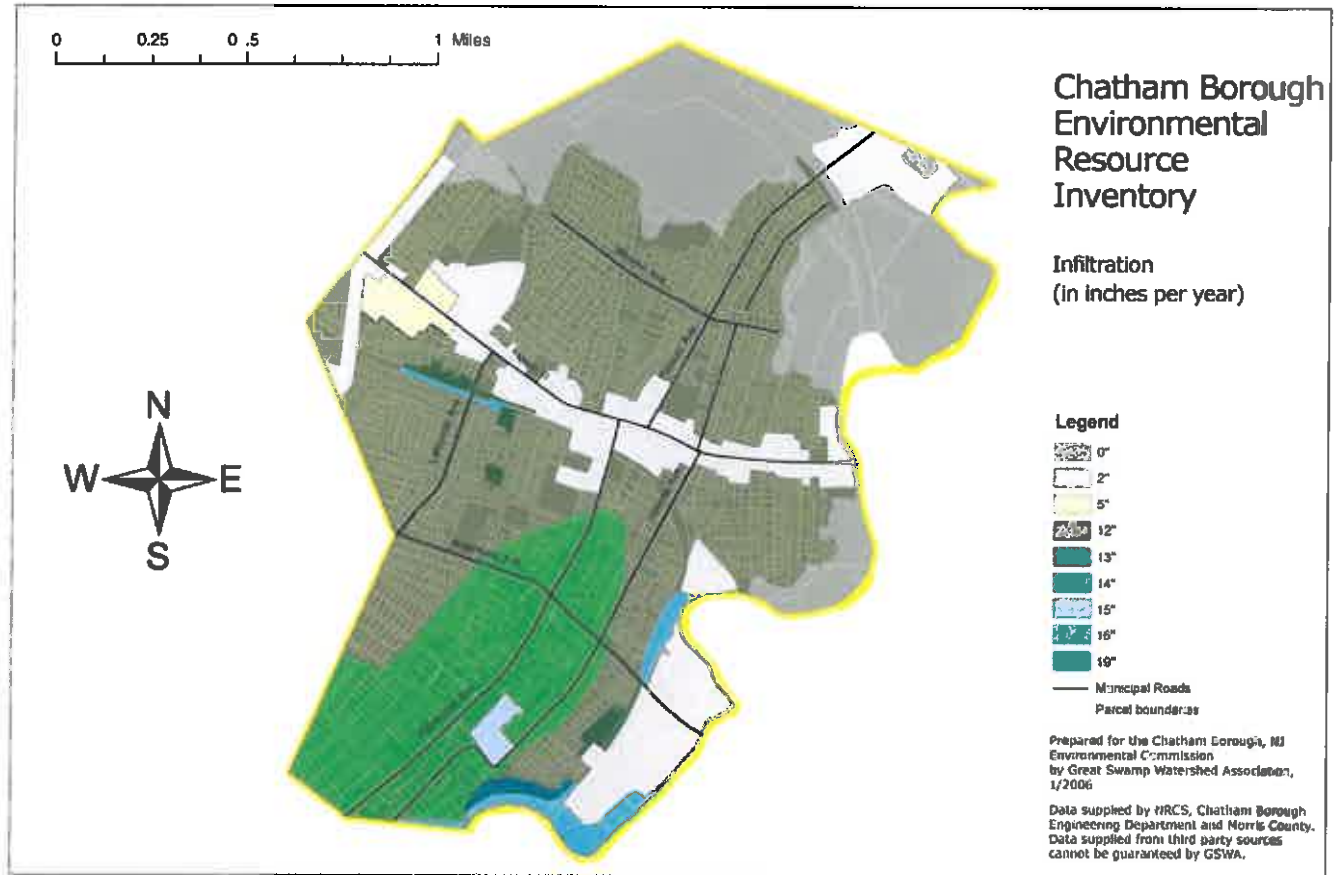 0 0.25 0 .5 1 Miles
Chatham Borough
Environmental
Resource
Inventory
Infiltration
(in inches per year)
N
W E
S
Legend
0"
2"
5"
12"
13"
14"
15"
16"
19"
Municipal Roads
Parcel boundaries
Prepared for the Chatham Borough, NJ
Environmental Commission
by Great Swamp Watershed Association,
1/2006
Data supplied by NRCS, Chatham Borough
Engineering Department and Morris County.
Data supplied from third party sources
cannot be guaranteed by GSWA.